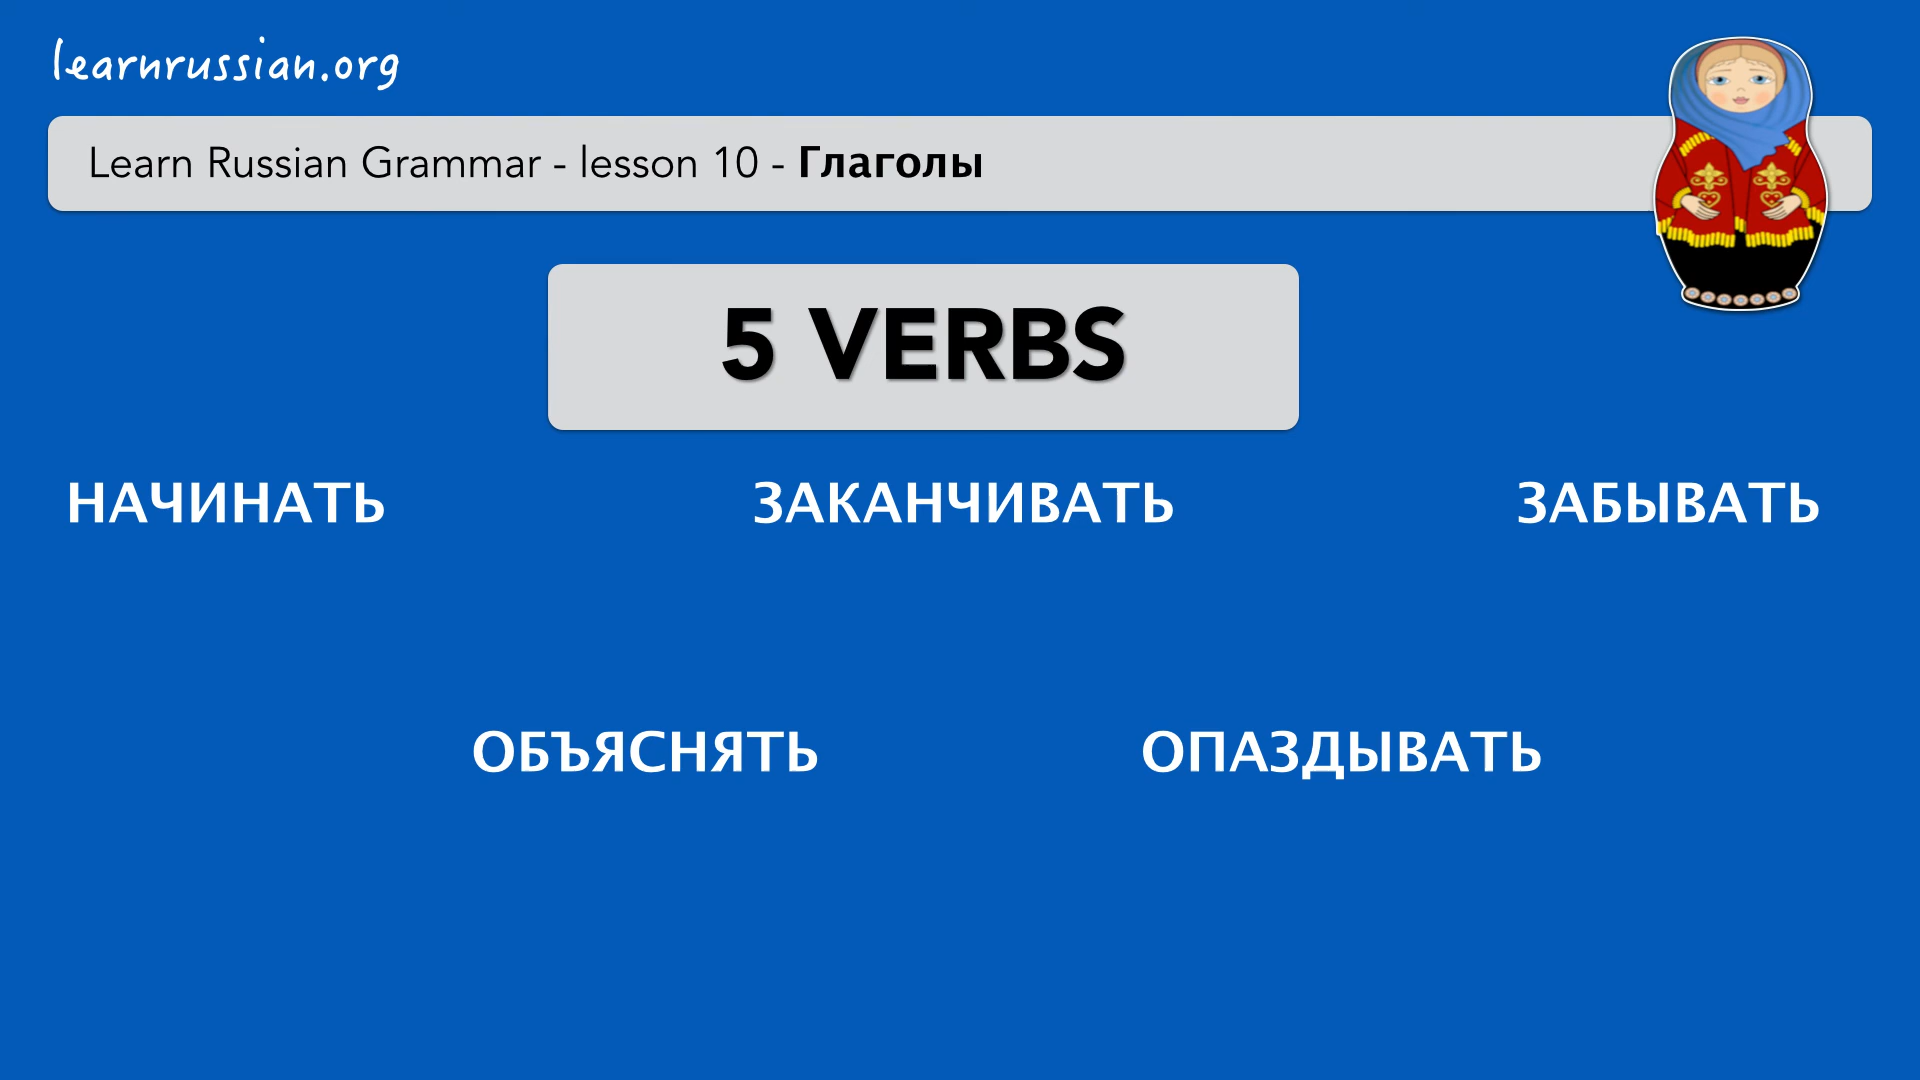 learnrussian.org
Learn Russian Grammar - lesson 10 - Глаголы
5 VERBS
НАЧИНАТЬ ЗАКАНЧИВАТЬ ЗАБЫВАТЬ
ОБЪЯСНЯТЬ ОПАЗДЫВАТЬ